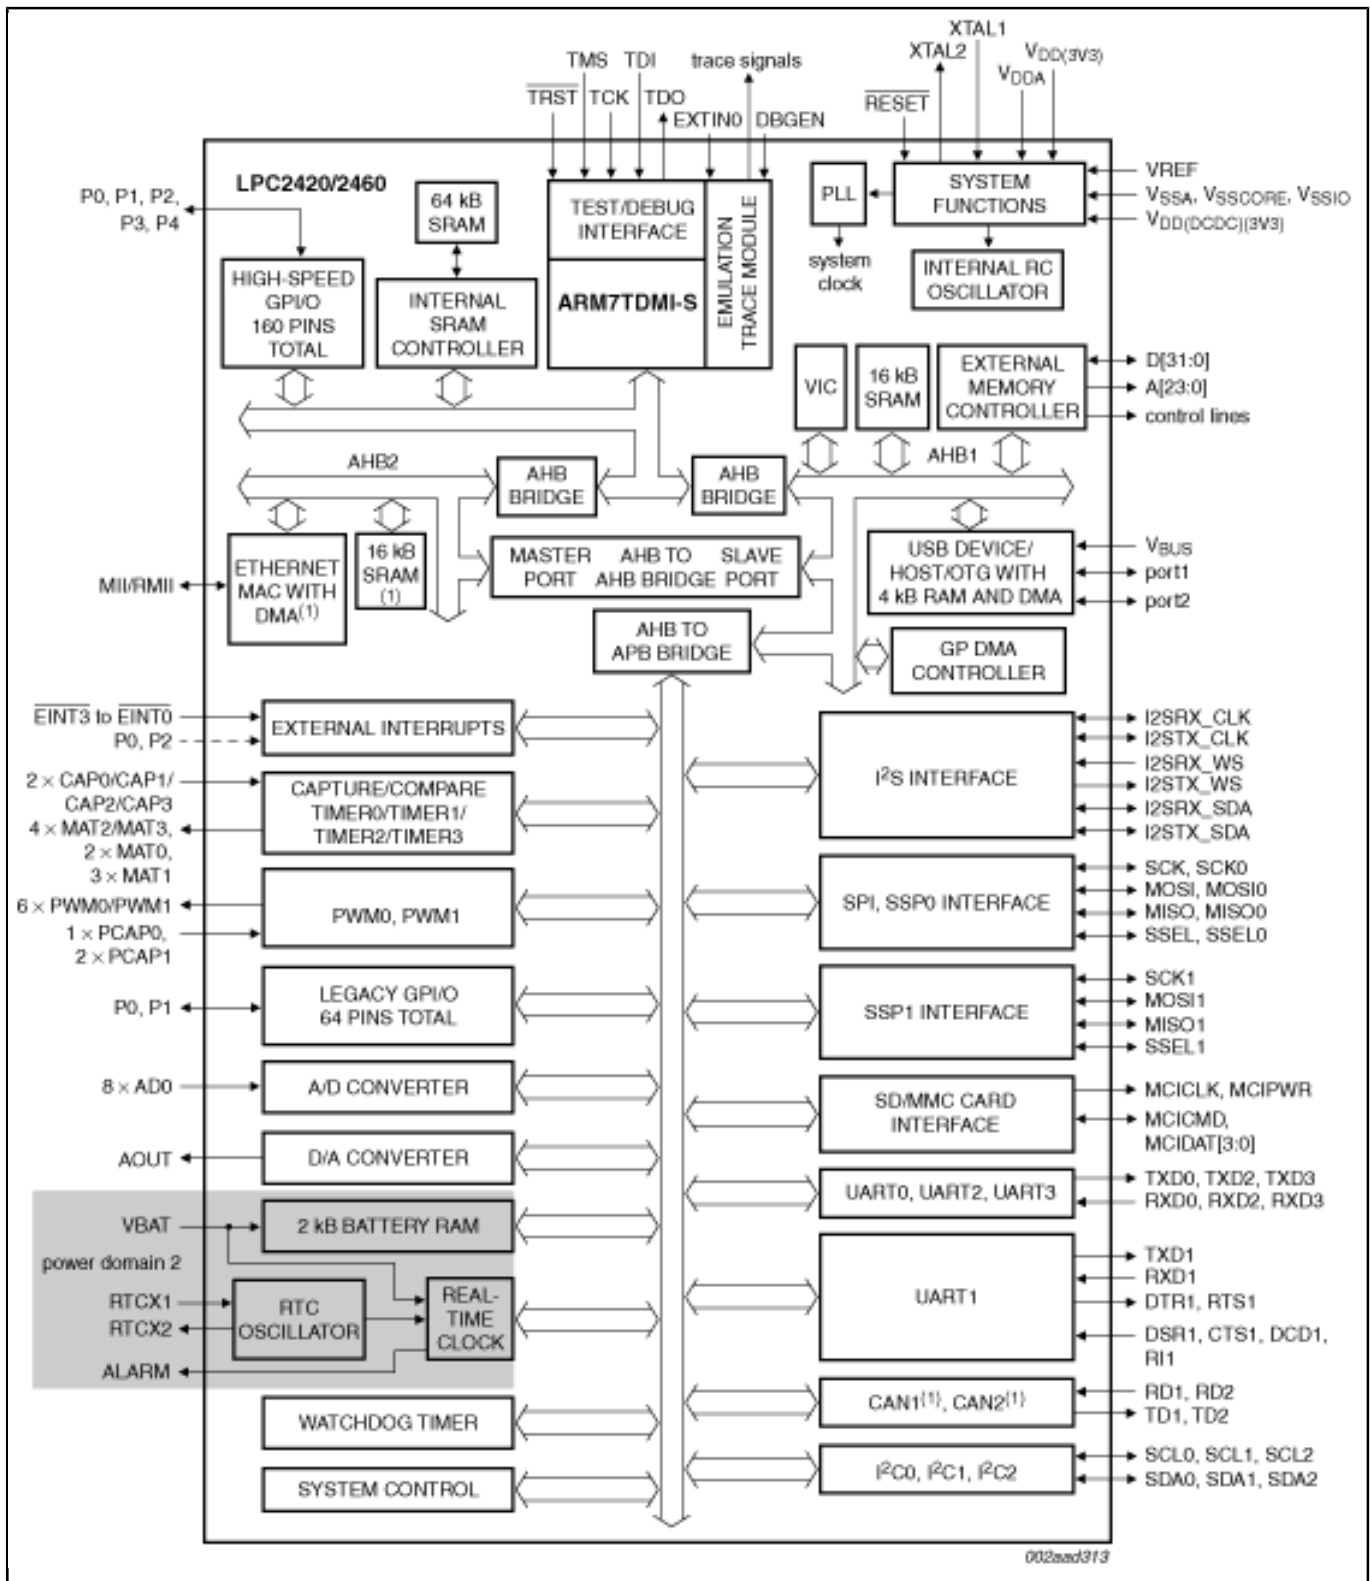 XTAL1
XTAL2
VDD(3V3)
VDDA
TMS TDI trace signals
TRST TCK TDO
RESET
EXTIN0 DBGEN
LPC2420/2460
P0, P1, P2,
P3, P4
64 kB
SRAM
TEST/DEBUG
INTERFACE
EMULATION
TRACE MODULE
PLL
SYSTEM
FUNCTIONS
VREF
VSSA, VSSCORE, VSSIO
VDD(DCDC)(3V3)
system
clock
HIGH-SPEED
GPI/O
160 PINS
TOTAL
INTERNAL
SRAM
CONTROLLER
ARM7TDMI-S
INTERNAL RC
OSCILLATOR
VIC
16 kB
SRAM
EXTERNAL
MEMORY
CONTROLLER
D[31:0]
A[23:0]
control lines
AHB2
AHB
BRIDGE
AHB
BRIDGE
AHB1
MII/RMII
ETHERNET
MAC WITH
DMA(1)
16 kB
SRAM
(1)
MASTER AHB TO SLAVE
PORT AHB BRIDGE PORT
USB DEVICE/
HOST/OTG WITH
4 kB RAM AND DMA
VBUS
port1
port2
AHB TO
APB BRIDGE
GP DMA
CONTROLLER
EINT3 to EINT0
P0, P2
EXTERNAL INTERRUPTS
2 × CAP0/CAP1/
CAP2/CAP3
4 × MAT2/MAT3,
2 × MAT0,
3 × MAT1
CAPTURE/COMPARE
TIMER0/TIMER1/
TIMER2/TIMER3
I2S INTERFACE
I2SRX_CLK
I2STX_CLK
I2SRX_WS
I2STX_WS
I2SRX_SDA
I2STX_SDA
6 × PWM0/PWM1
1 × PCAP0,
2 × PCAP1
PWM0, PWM1
SPI, SSP0 INTERFACE
SCK, SCK0
MOSI, MOSI0
MISO, MISO0
SSEL, SSEL0
P0, P1
LEGACY GPI/O
64 PINS TOTAL
SSP1 INTERFACE
SCK1
MOSI1
MISO1
SSEL1
8 × AD0
A/D CONVERTER
SD/MMC CARD
INTERFACE
MCICLK, MCIPWR
MCICMD,
MCIDAT[3:0]
AOUT
D/A CONVERTER
UART0, UART2, UART3
TXD0, TXD2, TXD3
RXD0, RXD2, RXD3
VBAT
2 kB BATTERY RAM
power domain 2
RTCX1
RTCX2
RTC
OSCILLATOR
REAL-
TIME
CLOCK
ALARM
UART1
TXD1
RXD1
DTR1, RTS1
DSR1, CTS1, DCD1,
RI1
WATCHDOG TIMER
CAN1(1), CAN2(1)
RD1, RD2
TD1, TD2
SYSTEM CONTROL
I2C0, I2C1, I2C2
SCL0, SCL1, SCL2
SDA0, SDA1, SDA2
002aad313